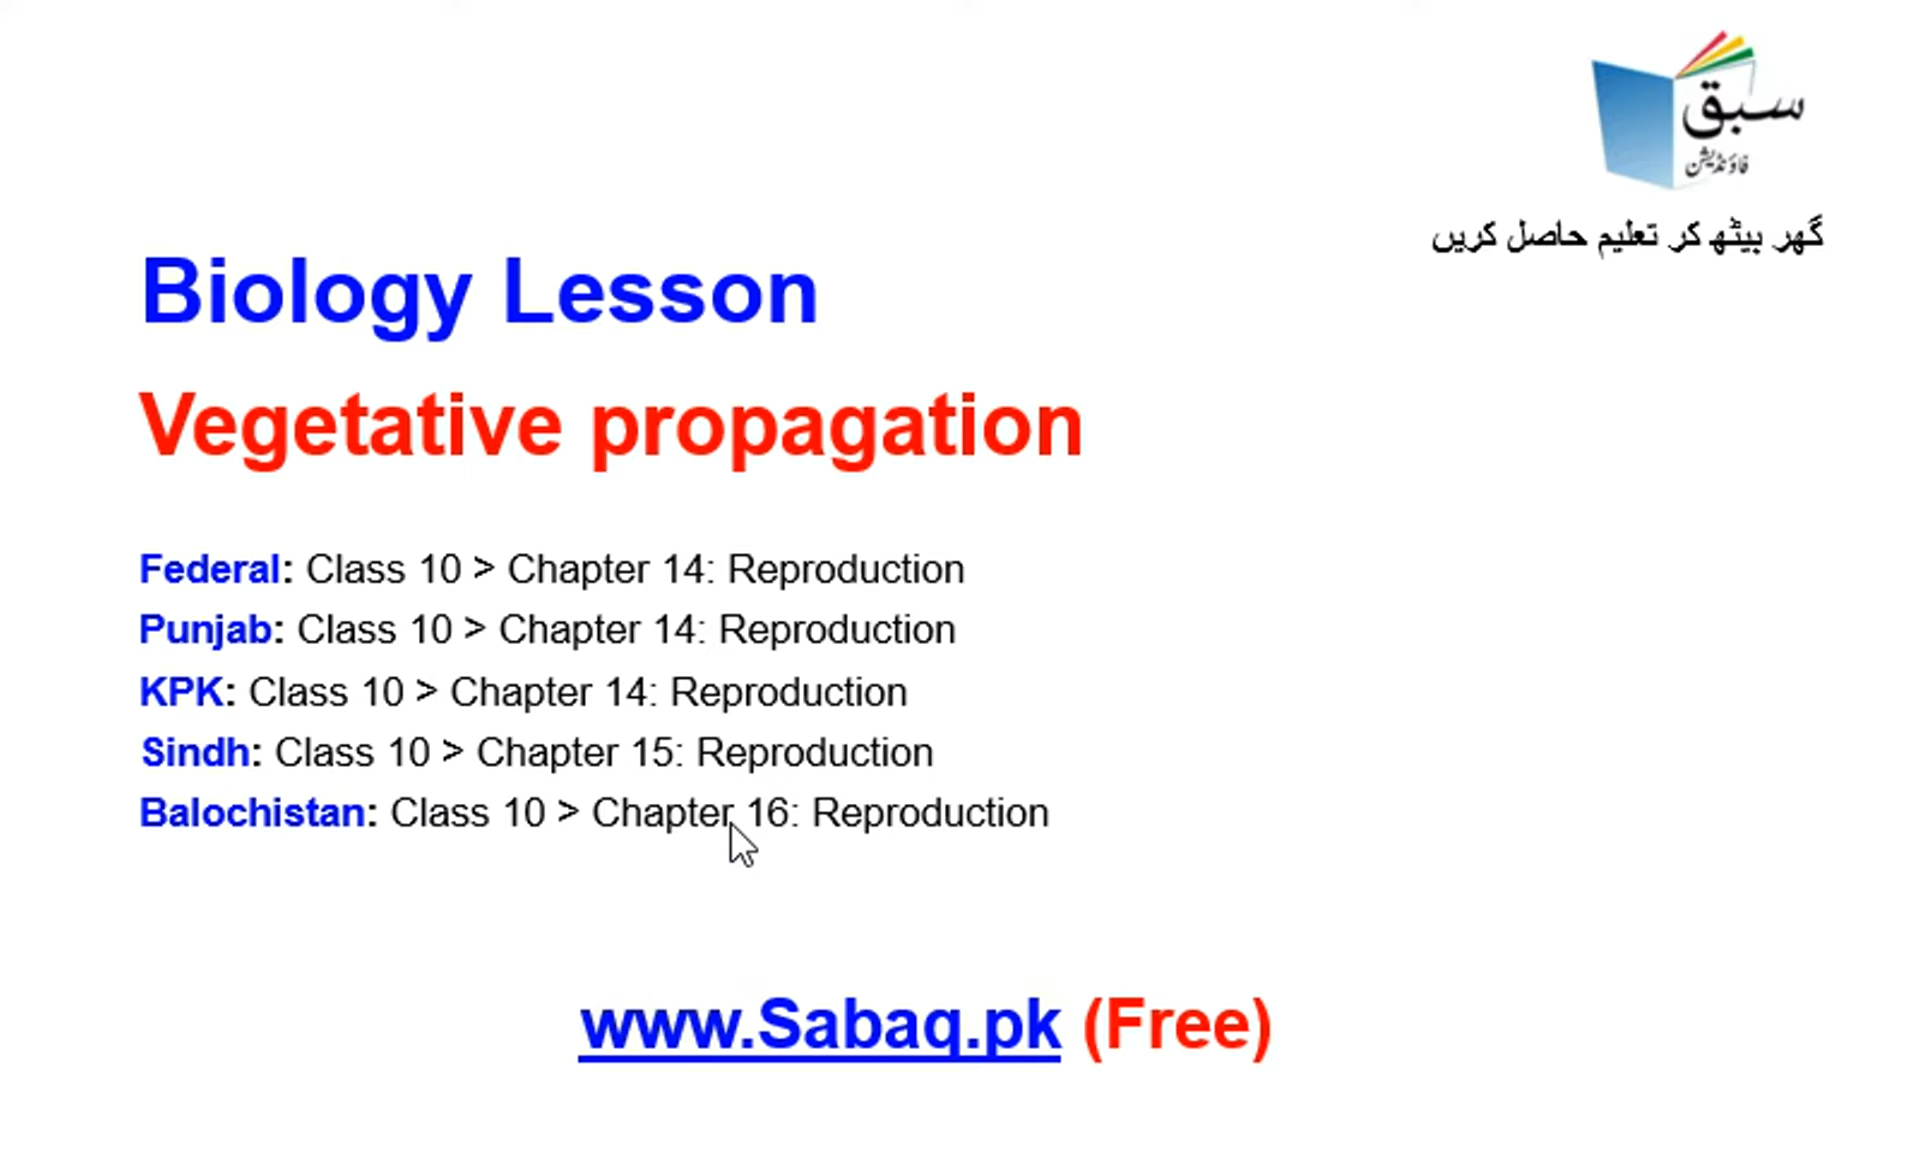 سبق
فاؤنڈیشن
گھر بیٹھ کر تعلیم حاصل کریں
Biology Lesson
Vegetative propagation
Federal: Class 10 > Chapter 14: Reproduction
Punjab: Class 10 > Chapter 14: Reproduction
KPK: Class 10 > Chapter 14: Reproduction
Sindh: Class 10 > Chapter 15: Reproduction
Balochistan: Class 10 > Chapter 16: Reproduction
www.Sabaq.pk (Free)